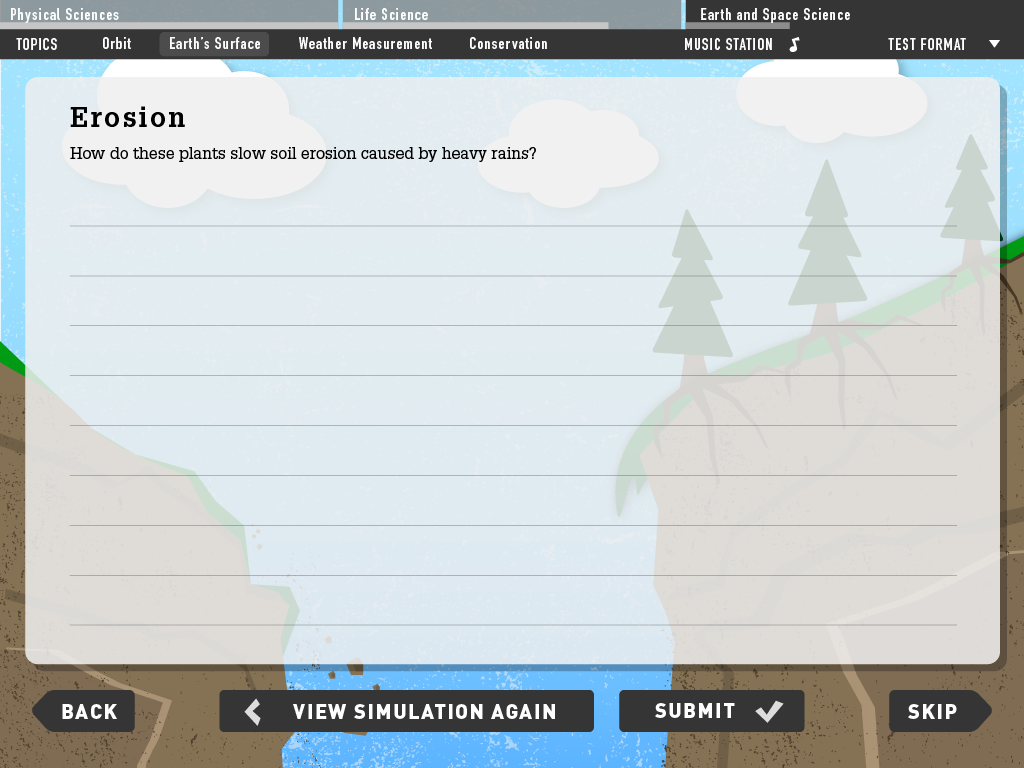 Physical Sciences
Life Science
Earth and Space Science
TOPICS
Orbit
Earth's Surface
Weather Measurement
Conservation
MUSIC STATION
TEST FORMAT
Erosion
How do these plants slow soil erosion caused by heavy rains?
BACK
VIEW SIMULATION AGAIN
SUBMIT
SKIP